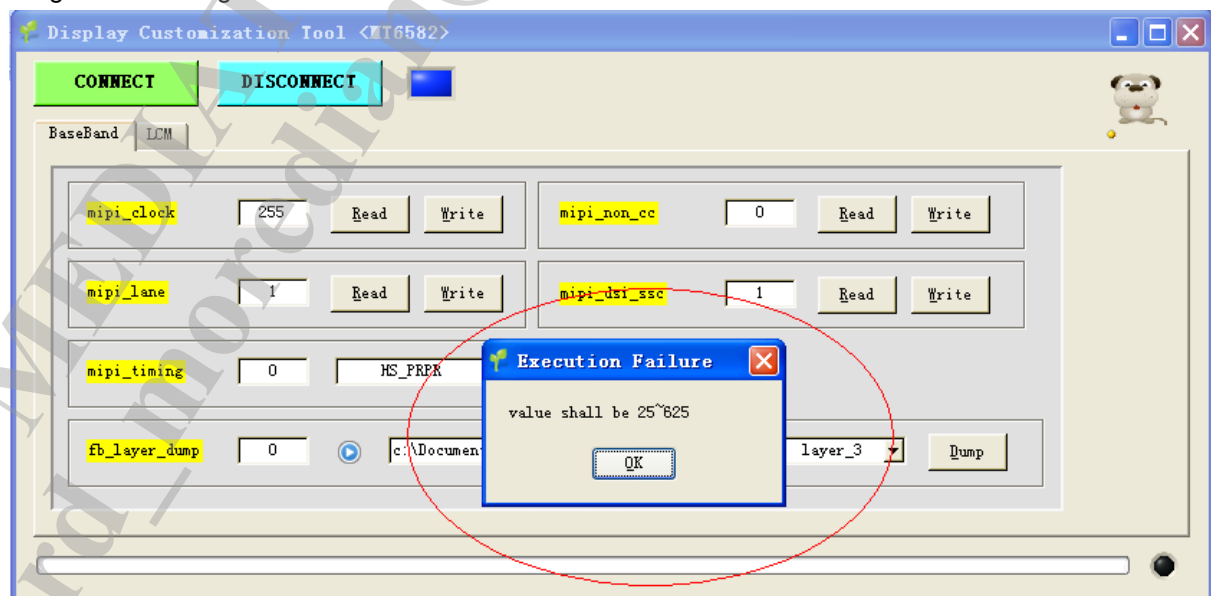 Display Customization Tool <MT6582>
CONNECT DISCONNECT
BaseBand LCM
mipi_clock 255 Read Write mipi_non_cc 0 Read Write
mipi_lane 1 Read Write mipi_dsi_ssc 1 Read Write
mipi_timing 0 HS_PRPR
Execution Failure
value shall be 25~625
OK
fb_layer_dump 0 c:\Documen layer_3 Dump